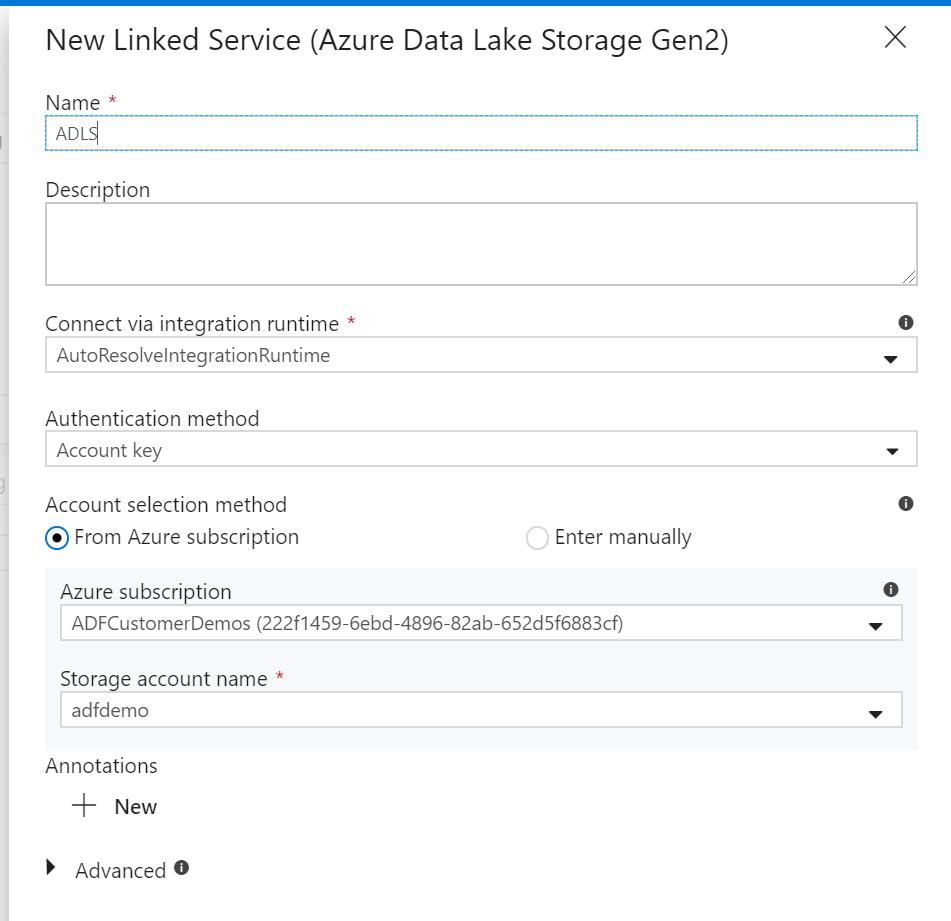 New Linked Service (Azure Data Lake Storage Gen2)
Name *
ADLS
Description
Connect via integration runtime *
AutoResolveIntegrationRuntime
Authentication method
Account key
Account selection method
From Azure subscription
Enter manually
Azure subscription
ADFCustomerDemos (222f1459-6ebd-4896-82ab-652d5f6883cf)
Storage account name *
adfdemo
Annotations
New
Advanced